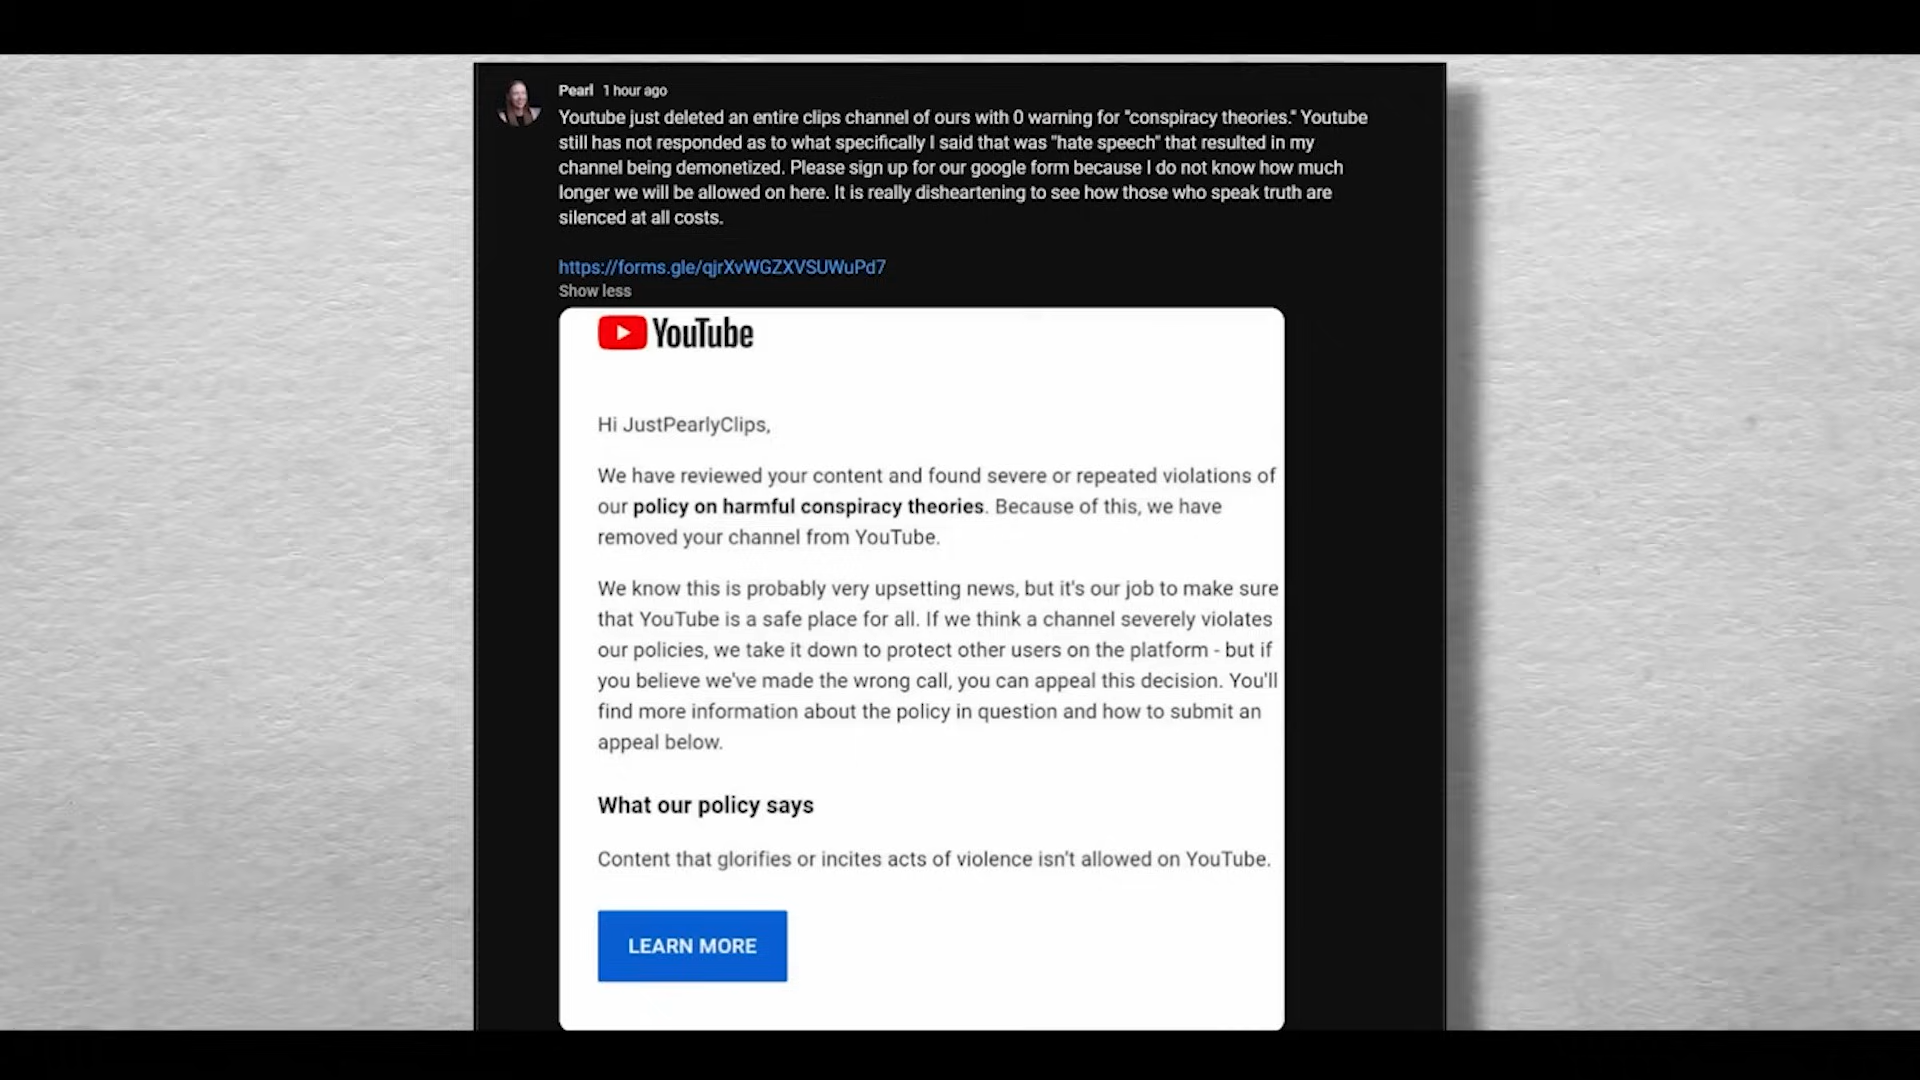 Pearl 1 hour ago
Youtube just deleted an entire clips channel of ours with 0 warning for "conspiracy theories." Youtube
still has not responded as to what specifically I said that was "hate speech" that resulted in my
channel being demonetized. Please sign up for our google form because I do not know how much
longer we will be allowed on here. It is really disheartening to see how those who speak truth are
silenced at all costs.
https://forms.gle/qjrXvWGZXVSUWuPd7
Show less
YouTube
Hi JustPearlyClips,
We have reviewed your content and found severe or repeated violations of
our policy on harmful conspiracy theories. Because of this, we have
removed your channel from YouTube.
We know this is probably very upsetting news, but it's our job to make sure
that YouTube is a safe place for all. If we think a channel severely violates
our policies, we take it down to protect other users on the platform - but if
you believe we've made the wrong call, you can appeal this decision. You'll
find more information about the policy in question and how to submit an
appeal below.
What our policy says
Content that glorifies or incites acts of violence isn't allowed on YouTube.
LEARN MORE